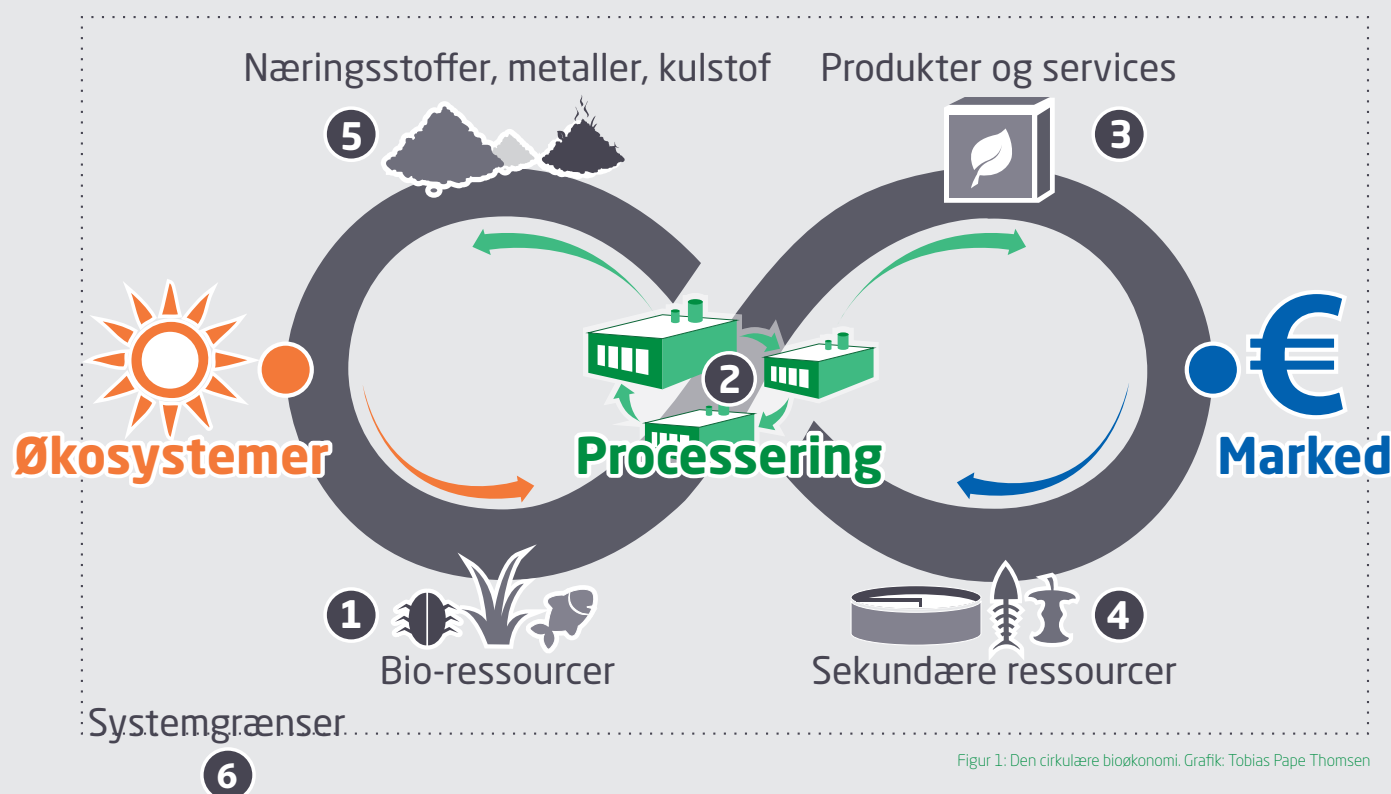 Næringsstoffer, metaller, kulstof
Produkter og services
5
3
€
2
Økosystemer
Processering
Marked
1
4
Bio-ressourcer
Sekundære ressourcer
Systemgrænser
6
Figur 1: Den cirkulære bioøkonomi. Grafik: Tobias Pape Thomsen